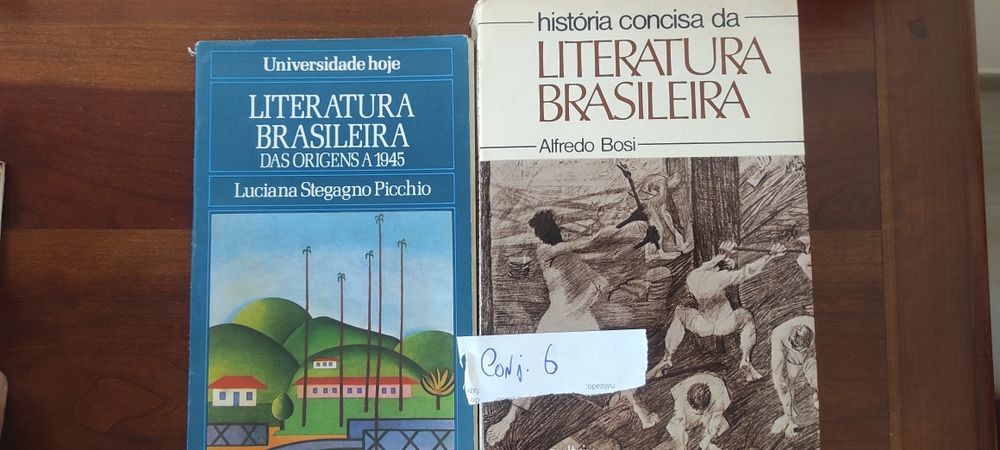 Universidade hoje
LITERATURA
BRASILEIRA
DAS ORIGENS A 1945
Luciana Stegagno Picchio
história concisa da
LITERATURA
BRASILEIRA
Alfredo Bosi
Conj. 6
nalizado,